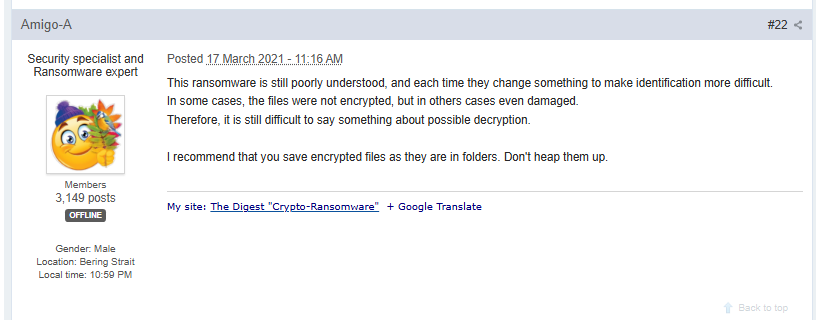 Amigo-A
#22
Security specialist and
Ransomware expert
Members
3,149 posts
OFFLINE
Gender: Male
Location: Bering Strait
Local time: 10:59 PM
Posted 17 March 2021 - 11:16 AM
This ransomware is still poorly understood, and each time they change something to make identification more difficult.
In some cases, the files were not encrypted, but in others cases even damaged.
Therefore, it is still difficult to say something about possible decryption.
I recommend that you save encrypted files as they are in folders. Don't heap them up.
My site: The Digest "Crypto-Ransomware" + Google Translate
Back to top